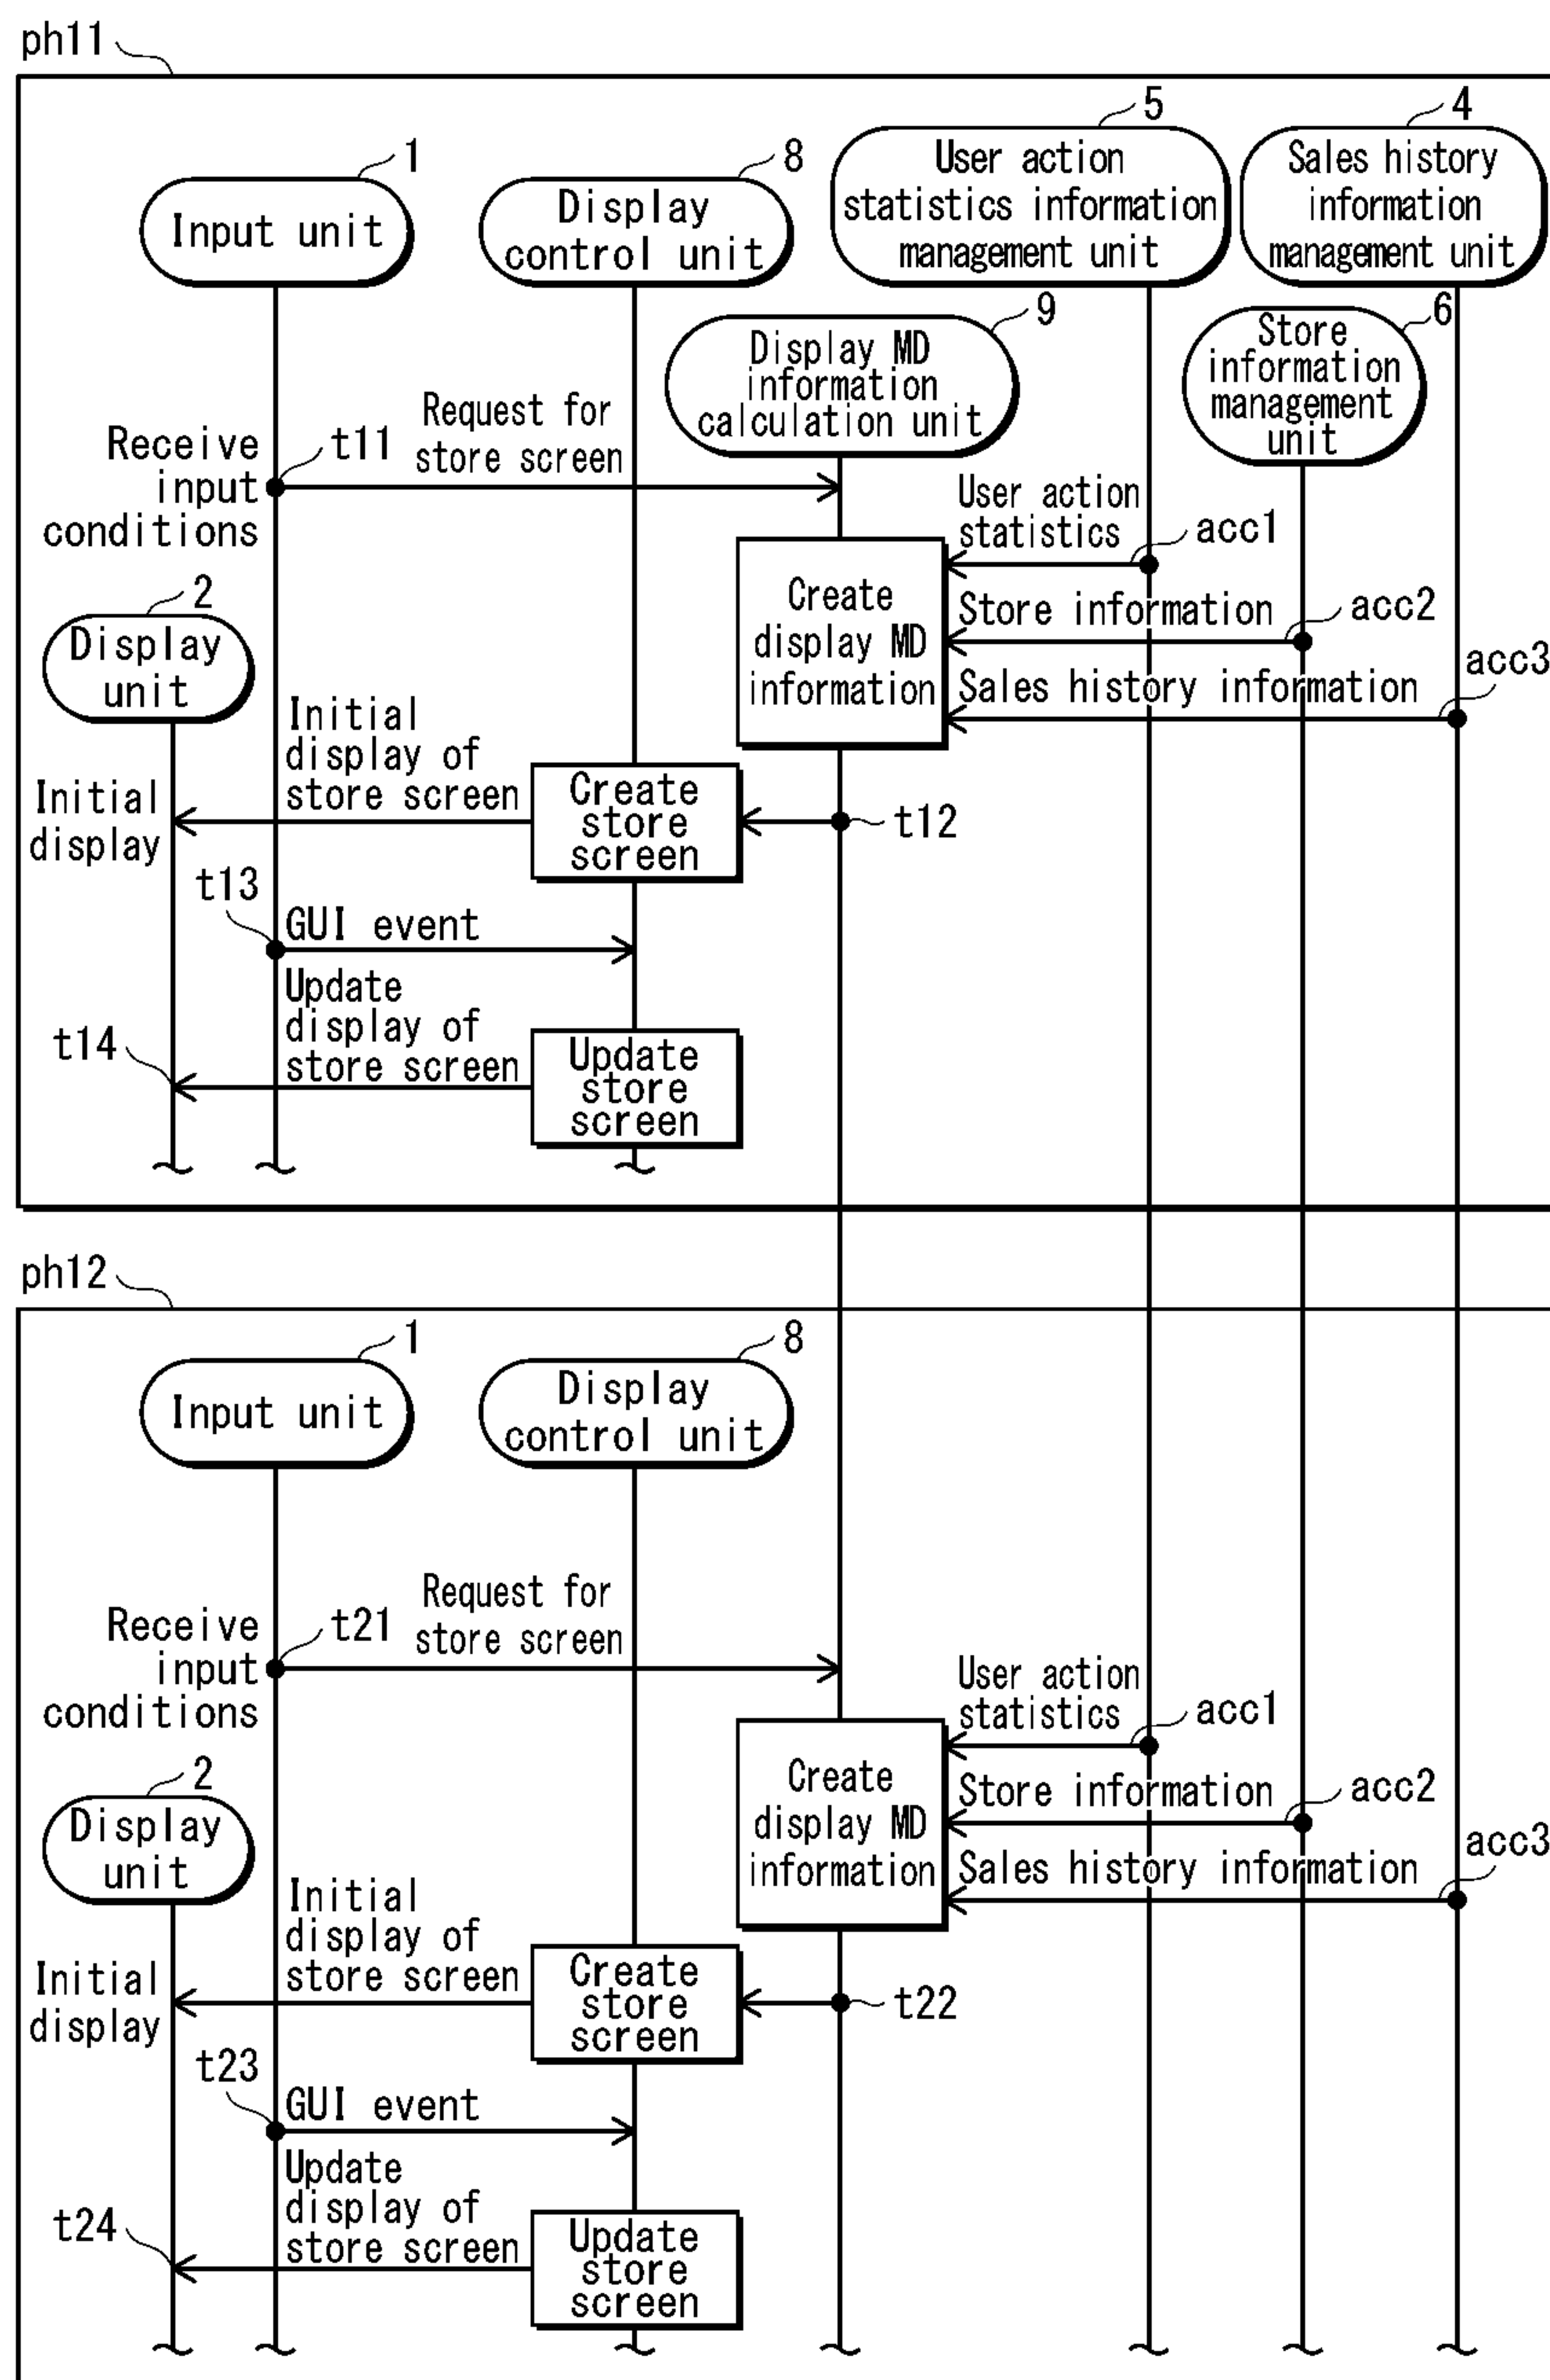 ph11
5
4
1
8
User action
statistics information
management unit
Sales history
information
management unit
Input unit
Display
control unit
9
6
Display MD
information
calculation unit
Store
information
management
unit
Request for
store screen
Receive
input
conditions
t11
User action
statistics
acc1
2
Display
unit
Create
display MD
information
Store information
acc2
Sales history information
acc3
Initial
display of
store screen
Initial
display
Create
store
screen
t12
t13
GUI event
Update
display of
store screen
t14
Update
store
screen
ph12
1
8
Input unit
Display
control unit
Request for
store screen
Receive
input
conditions
t21
User action
statistics
acc1
2
Display
unit
Create
display MD
information
Store information
acc2
Sales history information
acc3
Initial
display of
store screen
Initial
display
Create
store
screen
t22
t23
GUI event
Update
display of
store screen
t24
Update
store
screen